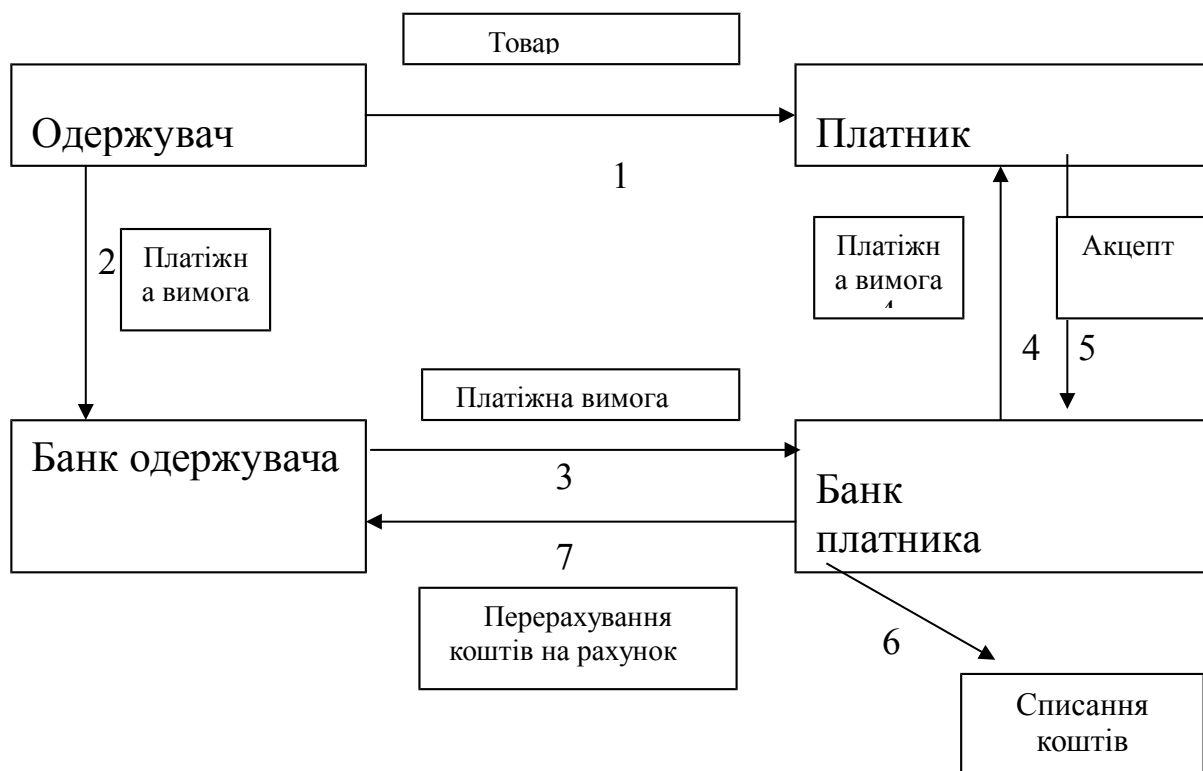 Товар
Одержувач
Платник
1
2
Платіжн
а вимога
Платіжн
а вимога
4
Акцепт
4
5
Платіжна вимога
Банк одержувача
3
Банк
платника
7
Перерахування
коштів на рахунок
6
Списання
коштів